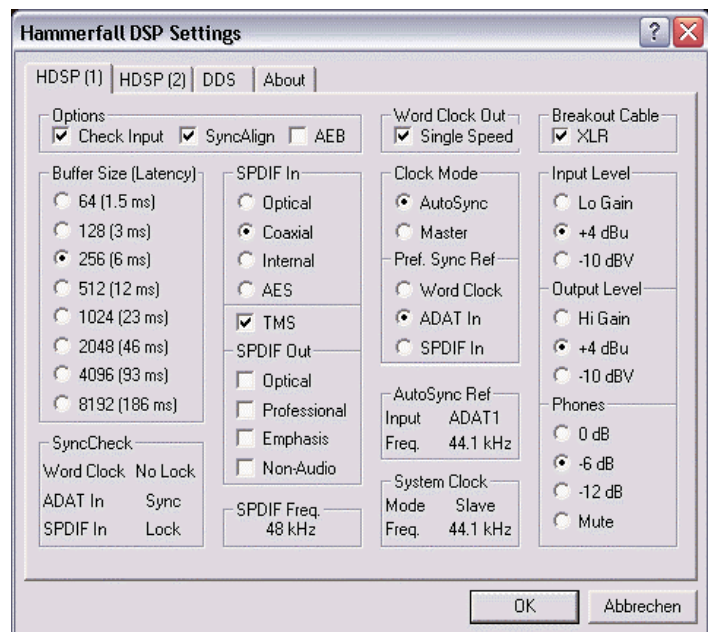 Hammerfall DSP Settings
HDSP (1)
HDSP (2)
DDS
About
Options
Check Input
SyncAlign
AEB
Word Clock Out
Single Speed
Breakout Cable
XLR
Buffer Size (Latency)
64 (1.5 ms)
128 (3 ms)
256 (6 ms)
512 (12 ms)
1024 (23 ms)
2048 (46 ms)
4096 (93 ms)
8192 (186 ms)
SyncCheck
Word Clock No Lock
ADAT In Sync
SPDIF In Lock
SPDIF In
Optical
Coaxial
Internal
AES
TMS
SPDIF Out
Optical
Professional
Emphasis
Non-Audio
SPDIF Freq.
48 kHz
Clock Mode
AutoSync
Master
Pref. Sync Ref
Word Clock
ADAT In
SPDIF In
AutoSync Ref
Input ADAT1
Freq. 44.1 kHz
System Clock
Mode Slave
Freq. 44.1 kHz
Input Level
Lo Gain
+4 dBu
-10 dBV
Output Level
Hi Gain
+4 dBu
-10 dBV
Phones
0 dB
-6 dB
-12 dB
Mute
OK
Abbrechen